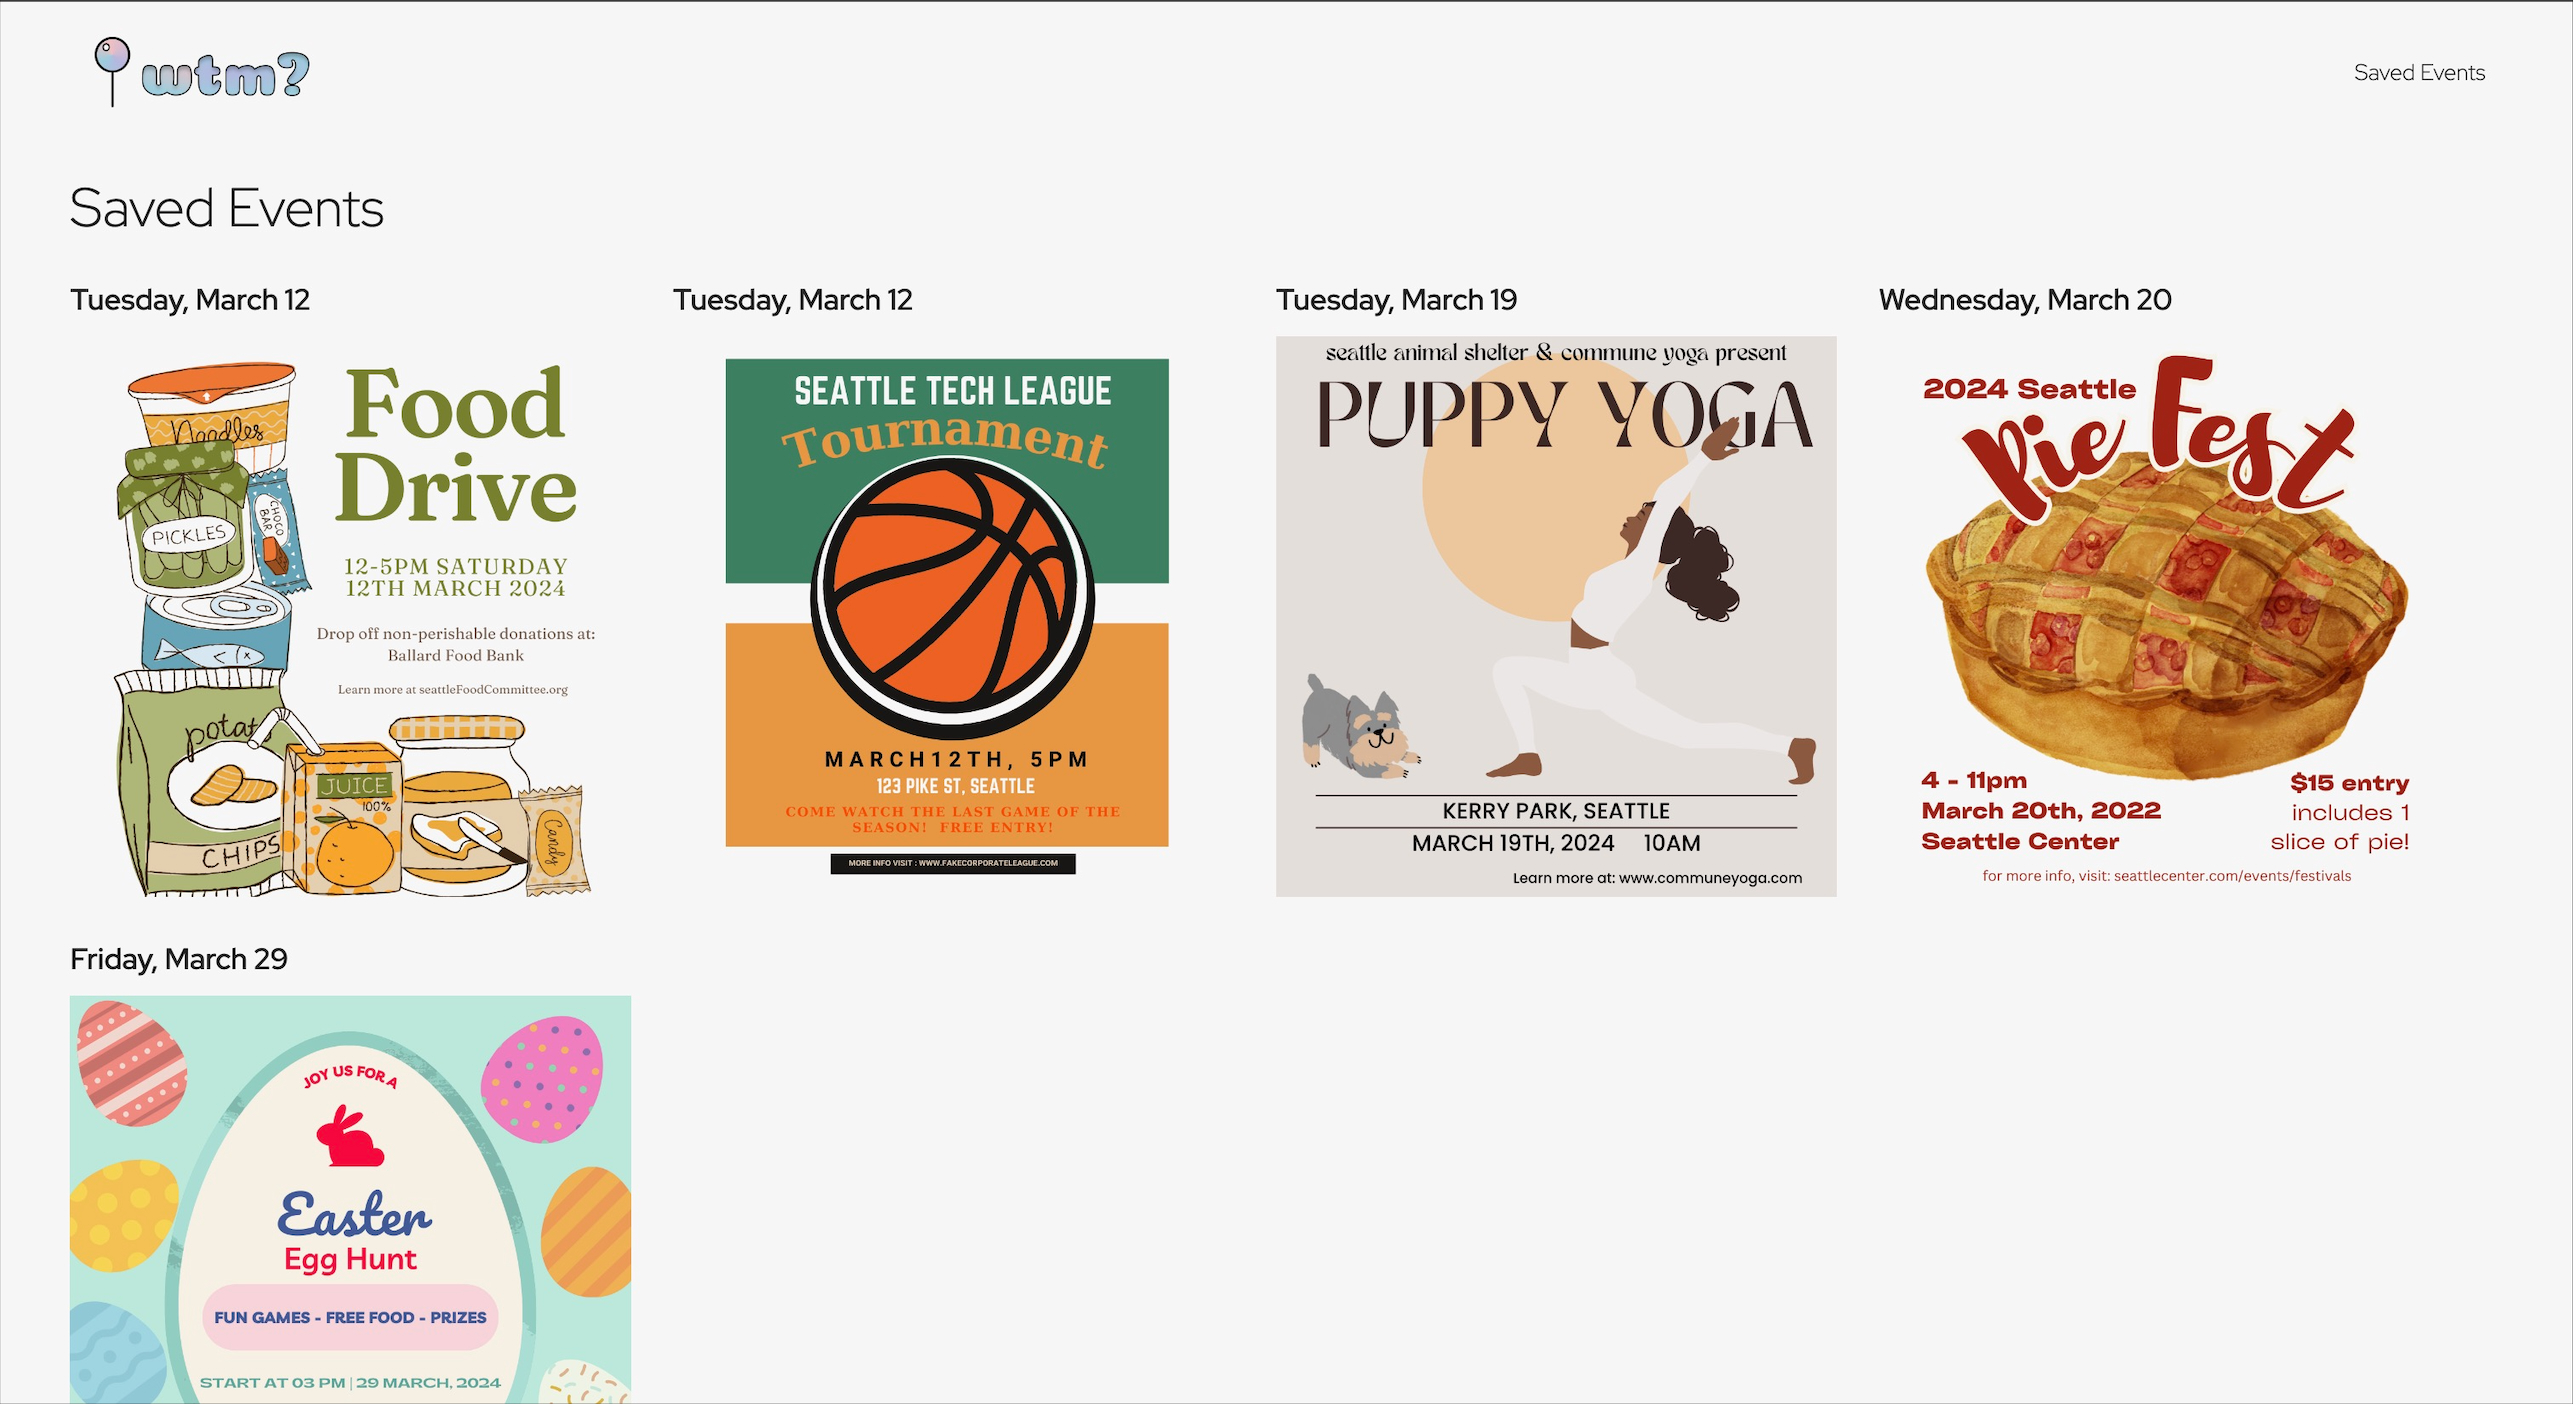 wtm?
Saved Events
Saved Events
Tuesday, March 12
Food
Drive
12-5PM SATURDAY
12TH MARCH 2024
Drop off non-perishable donations at:
Ballard Food Bank
Learn more at seattleFoodCommittee.org
Noodles
PICKLES
CHOCO
BAR
potat
CHIPS
JUICE
100%
Candy
Tuesday, March 12
SEATTLE TECH LEAGUE
Tournament
MARCH12TH, 5PM
123 PIKE ST, SEATTLE
COME WATCH THE LAST GAME OF THE
SEASON! FREE ENTRY!
MORE INFO VISIT : WWW.FAKECORPORATELEAGUE.COM
Tuesday, March 19
seattle animal shelter & commune yoga present
PUPPY YOGA
KERRY PARK, SEATTLE
MARCH 19TH, 2024 10AM
Learn more at: www.communeyoga.com
Wednesday, March 20
2024 Seattle
Pie Fest
4 - 11pm
March 20th, 2022
Seattle Center
$15 entry
includes 1
slice of pie!
for more info, visit: seattlecenter.com/events/festivals
Friday, March 29
JOY US FOR A
Easter
Egg Hunt
FUN GAMES - FREE FOOD - PRIZES
START AT 03 PM | 29 MARCH, 2024